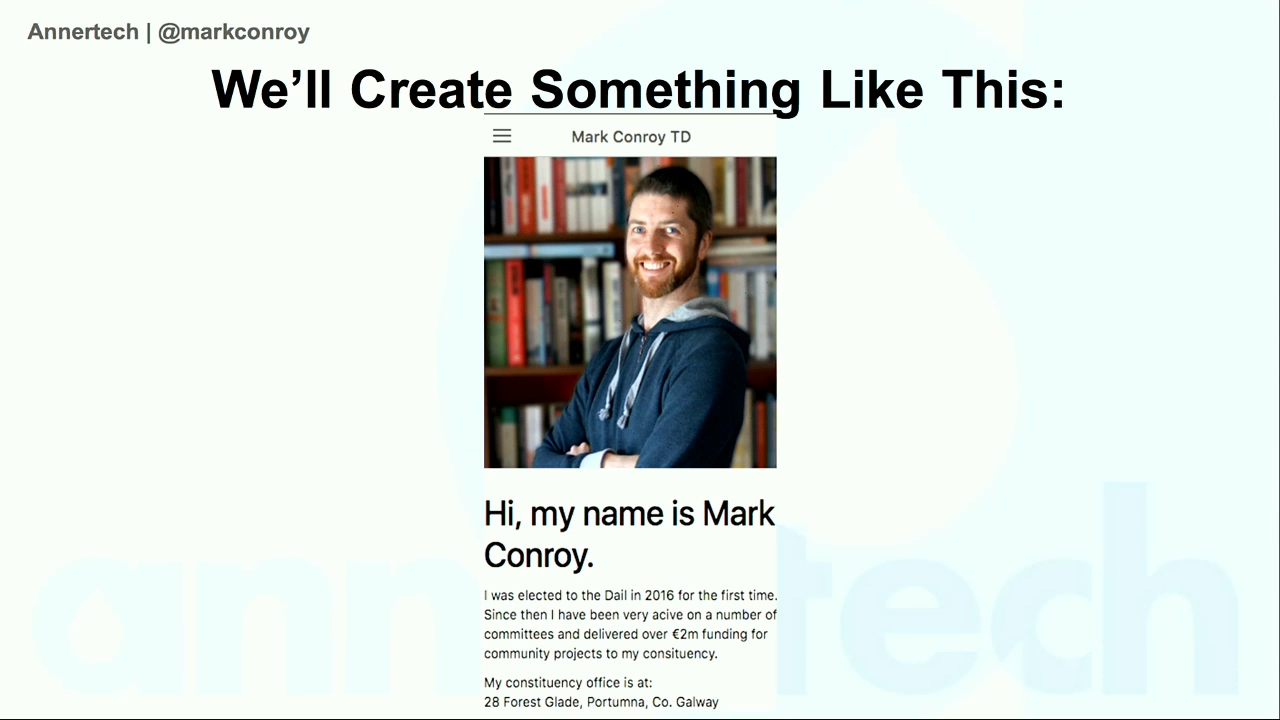 Annertech | @markconroy
We’ll Create Something Like This:
Mark Conroy TD
Hi, my name is Mark
Conroy.
I was elected to the Dail in 2016 for the first time.
Since then I have been very acive on a number of
committees and delivered over €2m funding for
community projects to my consituency.
My constituency office is at:
28 Forest Glade, Portumna, Co. Galway
annertech